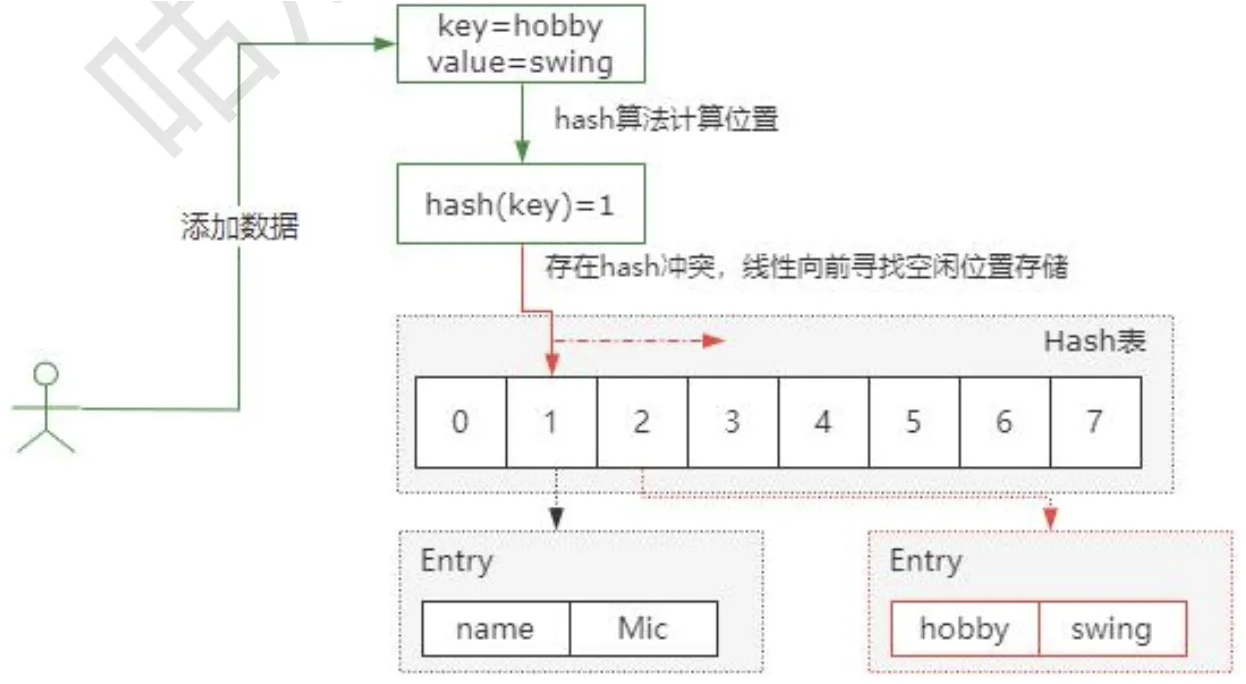 key=hobby
value=swing
hash算法计算位置
hash(key)=1
添加数据
存在hash冲突，线性向前寻找空闲位置存储
Hash表
0 1 2 3 4 5 6 7
Entry
name Mic
Entry
hobby swing
咕